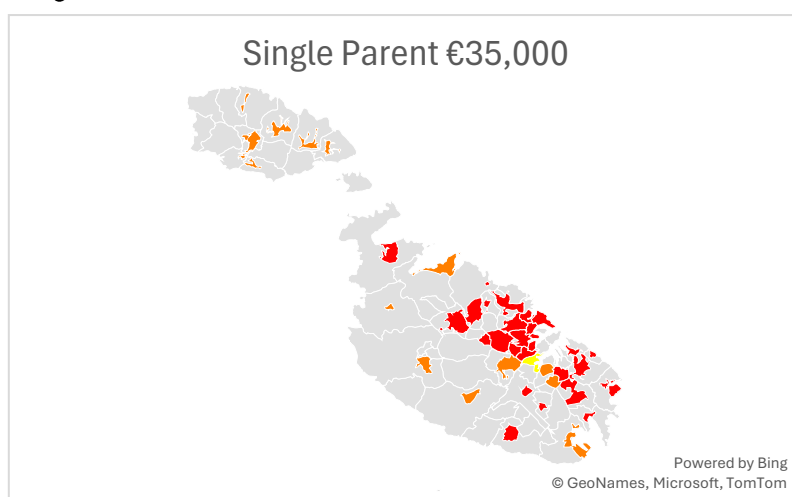 Single Parent €35,000
Powered by Bing
© GeoNames, Microsoft, TomTom